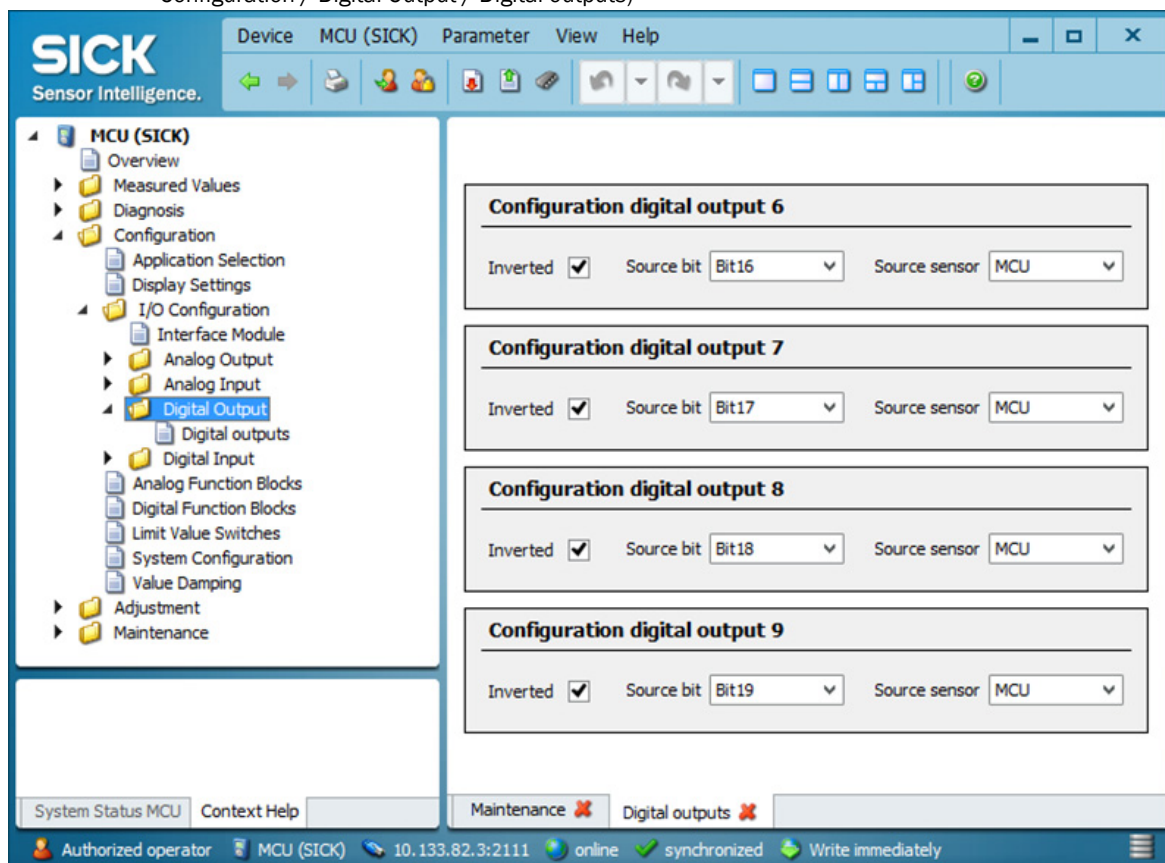 Configuration / Digital Output / Digital outputs)
SICK
Sensor Intelligence.
Device MCU (SICK) Parameter View Help
MCU (SICK)
Overview
Measured Values
Diagnosis
Configuration
Application Selection
Display Settings
I/O Configuration
Interface Module
Analog Output
Analog Input
Digital Output
Digital outputs
Digital Input
Analog Function Blocks
Digital Function Blocks
Limit Value Switches
System Configuration
Value Damping
Adjustment
Maintenance
System Status MCU Context Help
Configuration digital output 6
Inverted Source bit Bit16 Source sensor MCU
Configuration digital output 7
Inverted Source bit Bit17 Source sensor MCU
Configuration digital output 8
Inverted Source bit Bit18 Source sensor MCU
Configuration digital output 9
Inverted Source bit Bit19 Source sensor MCU
Maintenance Digital outputs
Authorized operator MCU (SICK) 10.133.82.3:2111 online synchronized Write immediately